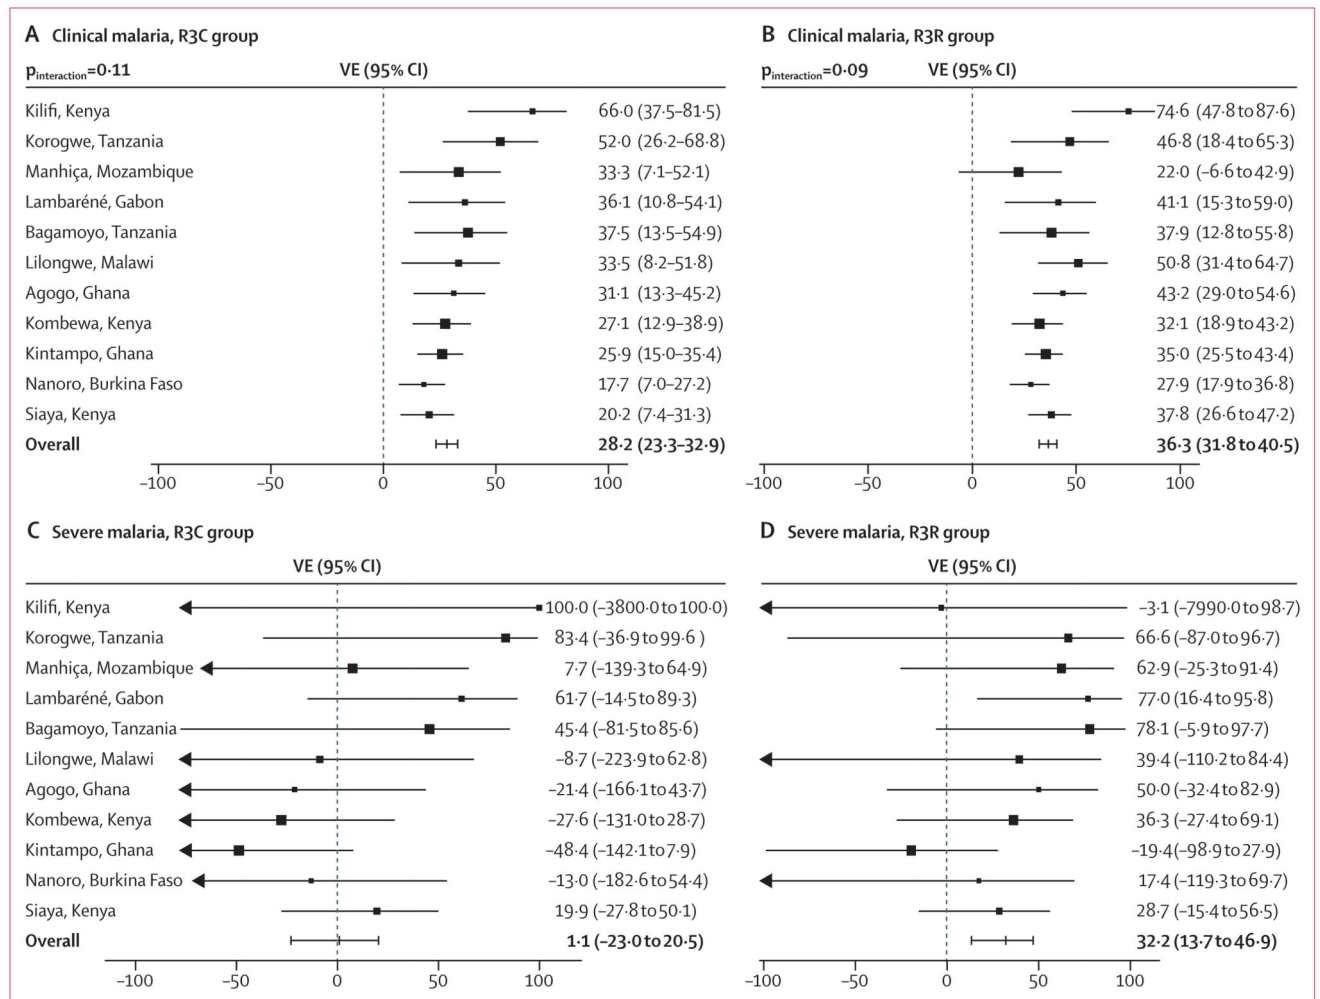 A Clinical malaria, R3C group
pinteraction=0·11 VE (95% CI)
Kilifi, Kenya 66·0 (37·5–81·5)
Korogwe, Tanzania 52·0 (26·2–68·8)
Manhiça, Mozambique 33·3 (7·1–52·1)
Lambaréné, Gabon 36·1 (10·8–54·1)
Bagamoyo, Tanzania 37·5 (13·5–54·9)
Lilongwe, Malawi 33·5 (8·2–51·8)
Agogo, Ghana 31·1 (13·3–45·2)
Kombewa, Kenya 27·1 (12·9–38·9)
Kintampo, Ghana 25·9 (15·0–35·4)
Nanoro, Burkina Faso 17·7 (7·0–27·2)
Siaya, Kenya 20·2 (7·4–31·3)
Overall 28·2 (23·3–32·9)
–100 –50 0 50 100
B Clinical malaria, R3R group
pinteraction=0·09 VE (95% CI)
74·6 (47·8 to 87·6)
46·8 (18·4 to 65·3)
22·0 (–6·6 to 42·9)
41·1 (15·3 to 59·0)
37·9 (12·8 to 55·8)
50·8 (31·4 to 64·7)
43·2 (29·0 to 54·6)
32·1 (18·9 to 43·2)
35·0 (25·5 to 43·4)
27·9 (17·9 to 36·8)
37·8 (26·6 to 47·2)
36·3 (31·8 to 40·5)
–100 –50 0 50 100
C Severe malaria, R3C group
VE (95% CI)
Kilifi, Kenya 100·0 (–3800·0 to 100·0)
Korogwe, Tanzania 83·4 (–36·9 to 99·6 )
Manhiça, Mozambique 7·7 (–139·3 to 64·9)
Lambaréné, Gabon 61·7 (–14·5 to 89·3)
Bagamoyo, Tanzania 45·4 (–81·5 to 85·6)
Lilongwe, Malawi –8·7 (–223·9 to 62·8)
Agogo, Ghana –21·4 (–166·1 to 43·7)
Kombewa, Kenya –27·6 (–131·0 to 28·7)
Kintampo, Ghana –48·4 (–142·1 to 7·9)
Nanoro, Burkina Faso –13·0 (–182·6 to 54·4)
Siaya, Kenya 19·9 (–27·8 to 50·1)
Overall 1·1 (–23·0 to 20·5)
–100 –50 0 50 100
D Severe malaria, R3R group
VE (95% CI)
–3·1 (–7990·0 to 98·7)
66·6 (–87·0 to 96·7)
62·9 (–25·3 to 91·4)
77·0 (16·4 to 95·8)
78·1 (–5·9 to 97·7)
39·4 (–110·2 to 84·4)
50·0 (–32·4 to 82·9)
36·3 (–27·4 to 69·1)
–19·4 (–98·9 to 27·9)
17·4 (–119·3 to 69·7)
28·7 (–15·4 to 56·5)
32·2 (13·7 to 46·9)
–100 –50 0 50 100